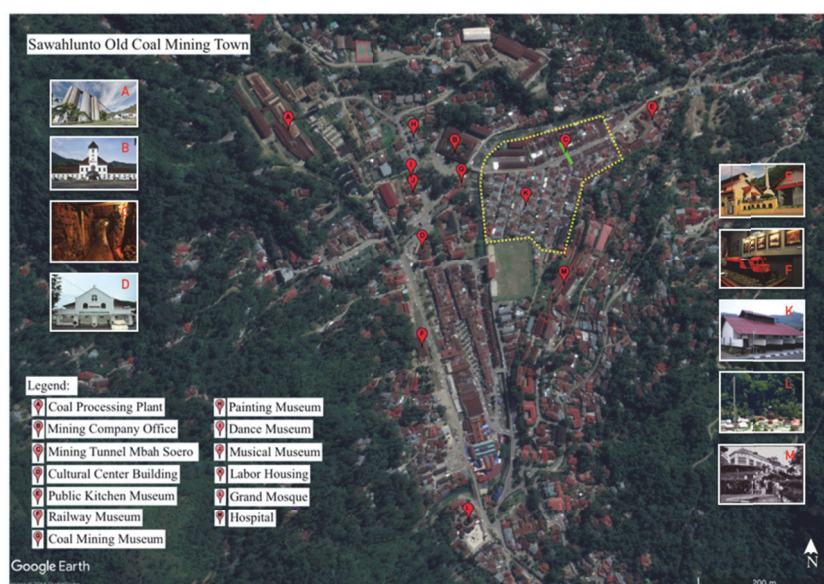 Sawahlunto Old Coal Mining Town
A
B
C
D
E
F
K
L
M
Legend:
A Coal Processing Plant
B Mining Company Office
C Mining Tunnel Mbah Soero
D Cultural Center Building
E Public Kitchen Museum
F Railway Museum
G Coal Mining Museum
H Painting Museum
I Dance Museum
J Musical Museum
K Labor Housing
L Grand Mosque
M Hospital
Google Earth
N
200 m